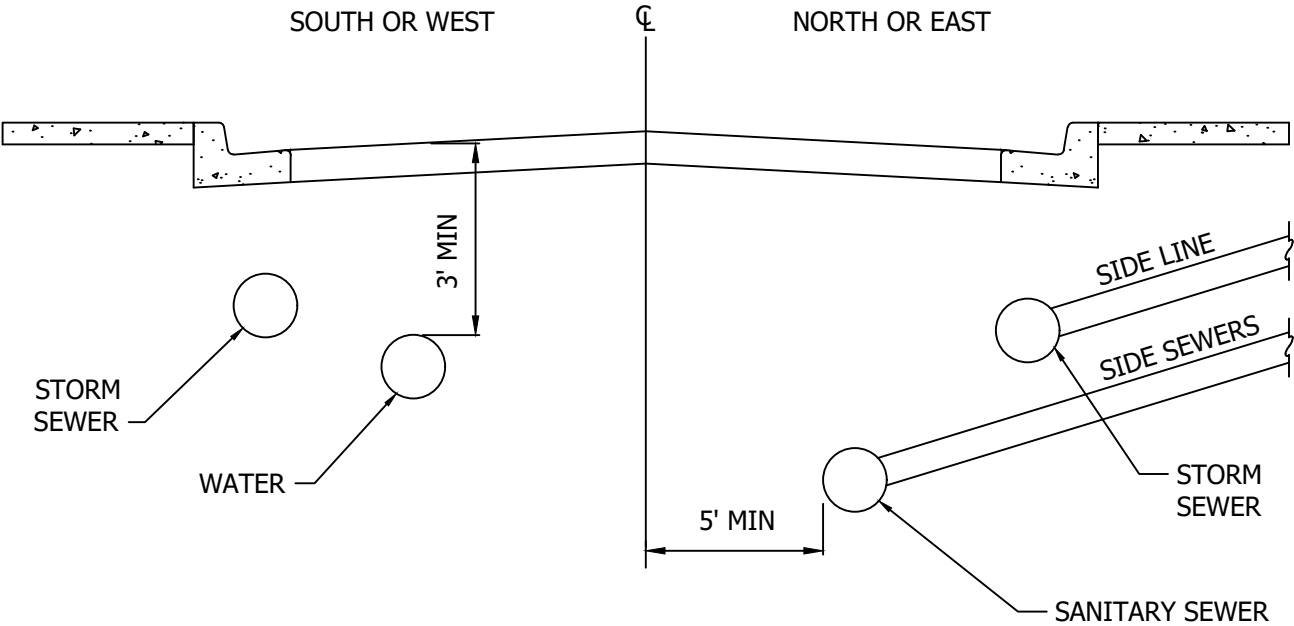 SOUTH OR WEST
℄
NORTH OR EAST
3' MIN
SIDE LINE
SIDE SEWERS
STORM
SEWER
WATER
STORM
SEWER
5' MIN
SANITARY SEWER